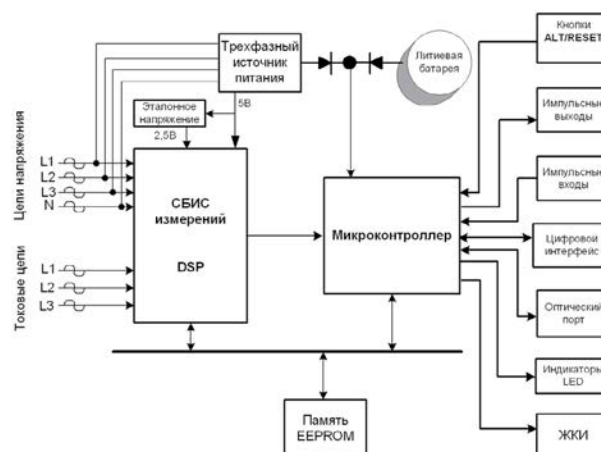 Трехфазный
источник
питания
Литиевая
батарея
Кнопки
ALT/RESET
Эталонное
напряжение
5В
2,5В
Импульсные
выходы
Цепи напряжения
L1
L2
L3
N
СБИС
измерений
DSP
Микроконтроллер
Импульсные
входы
Цифровой
интерфейс
Токовые цепи
L1
L2
L3
Оптический
порт
Индикаторы
LED
Память
EEPROM
ЖКИ